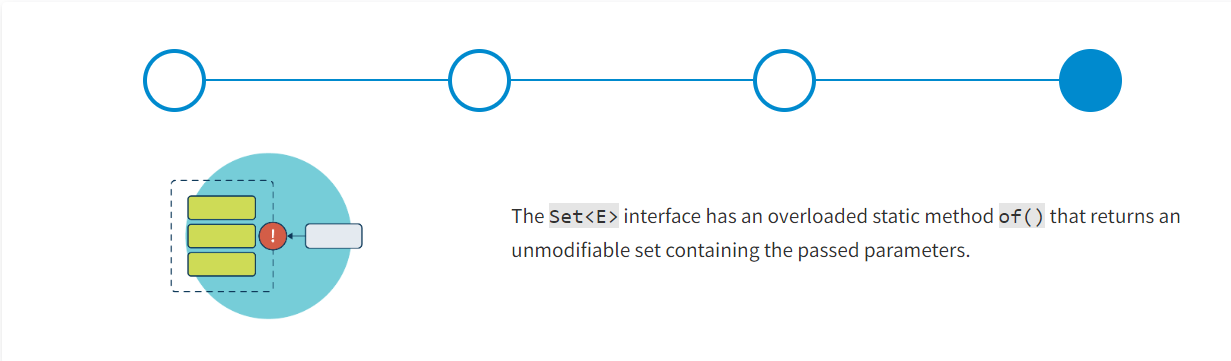 !
The Set<E> interface has an overloaded static method of() that returns an
unmodifiable set containing the passed parameters.